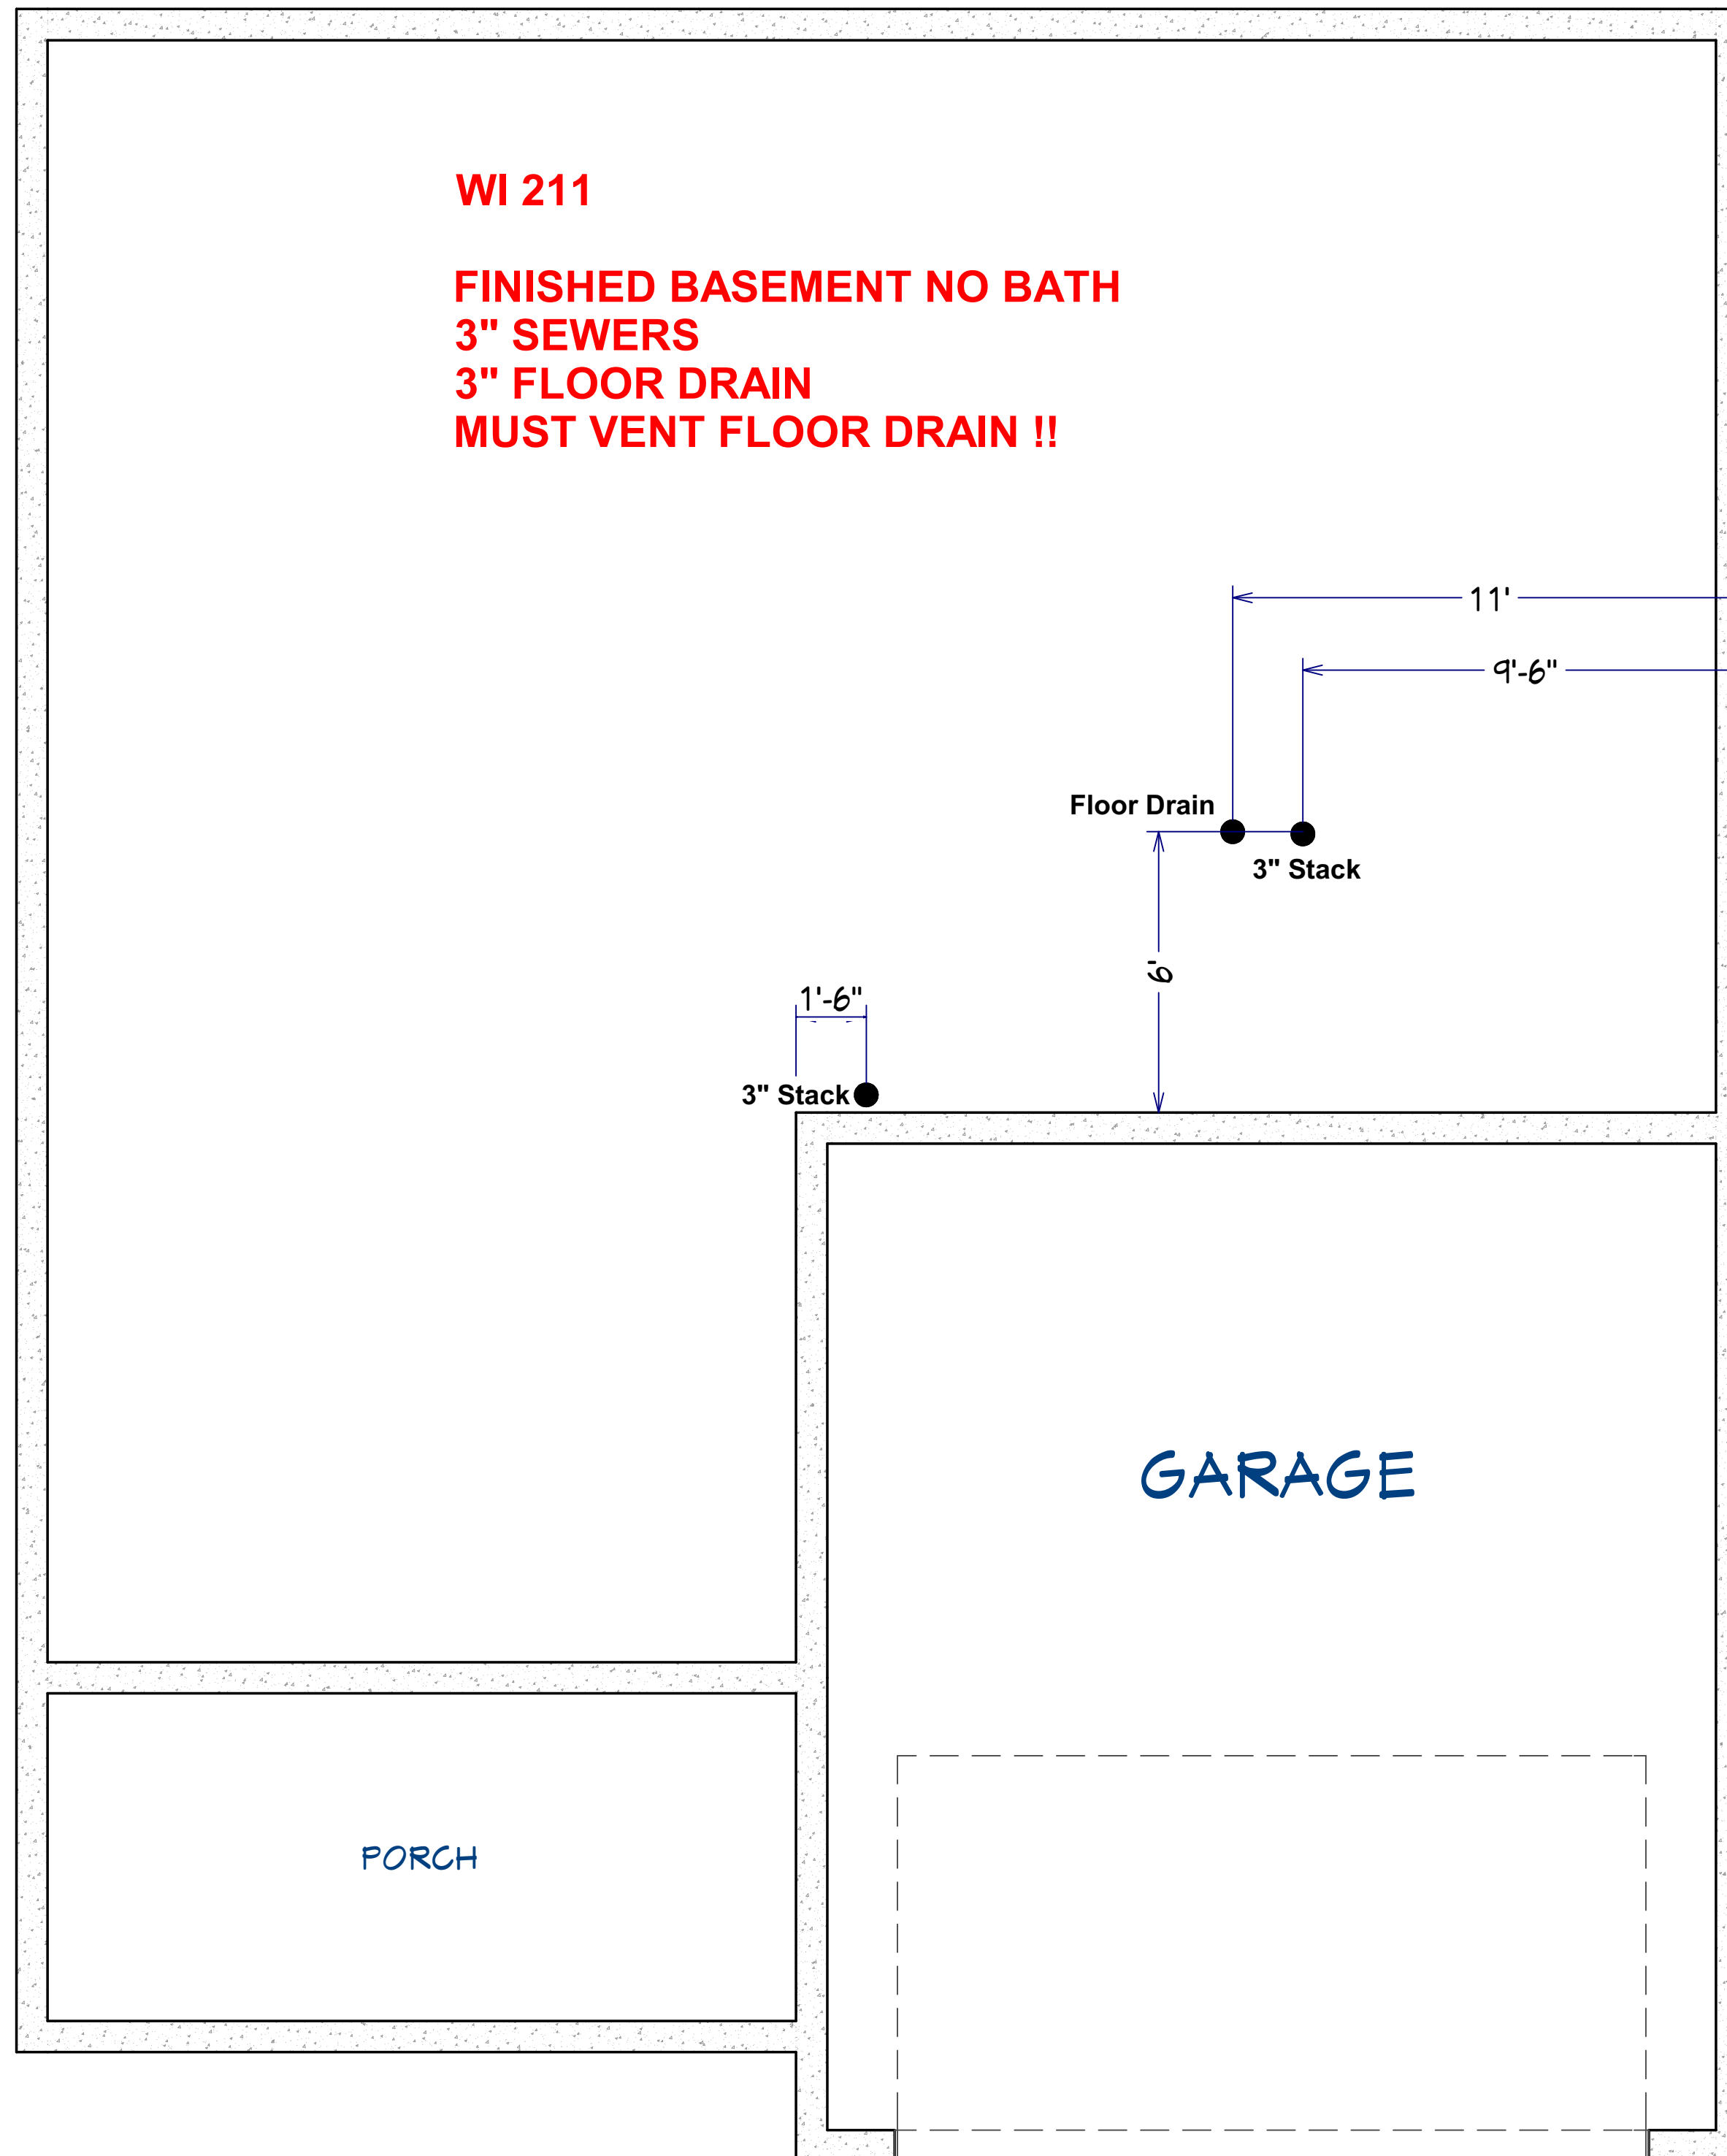 WI 211
FINISHED BASEMENT NO BATH
3" SEWERS
3" FLOOR DRAIN
MUST VENT FLOOR DRAIN !!
11'
9'-6"
Floor Drain
3" Stack
6'
1'-6"
3" Stack
GARAGE
PORCH